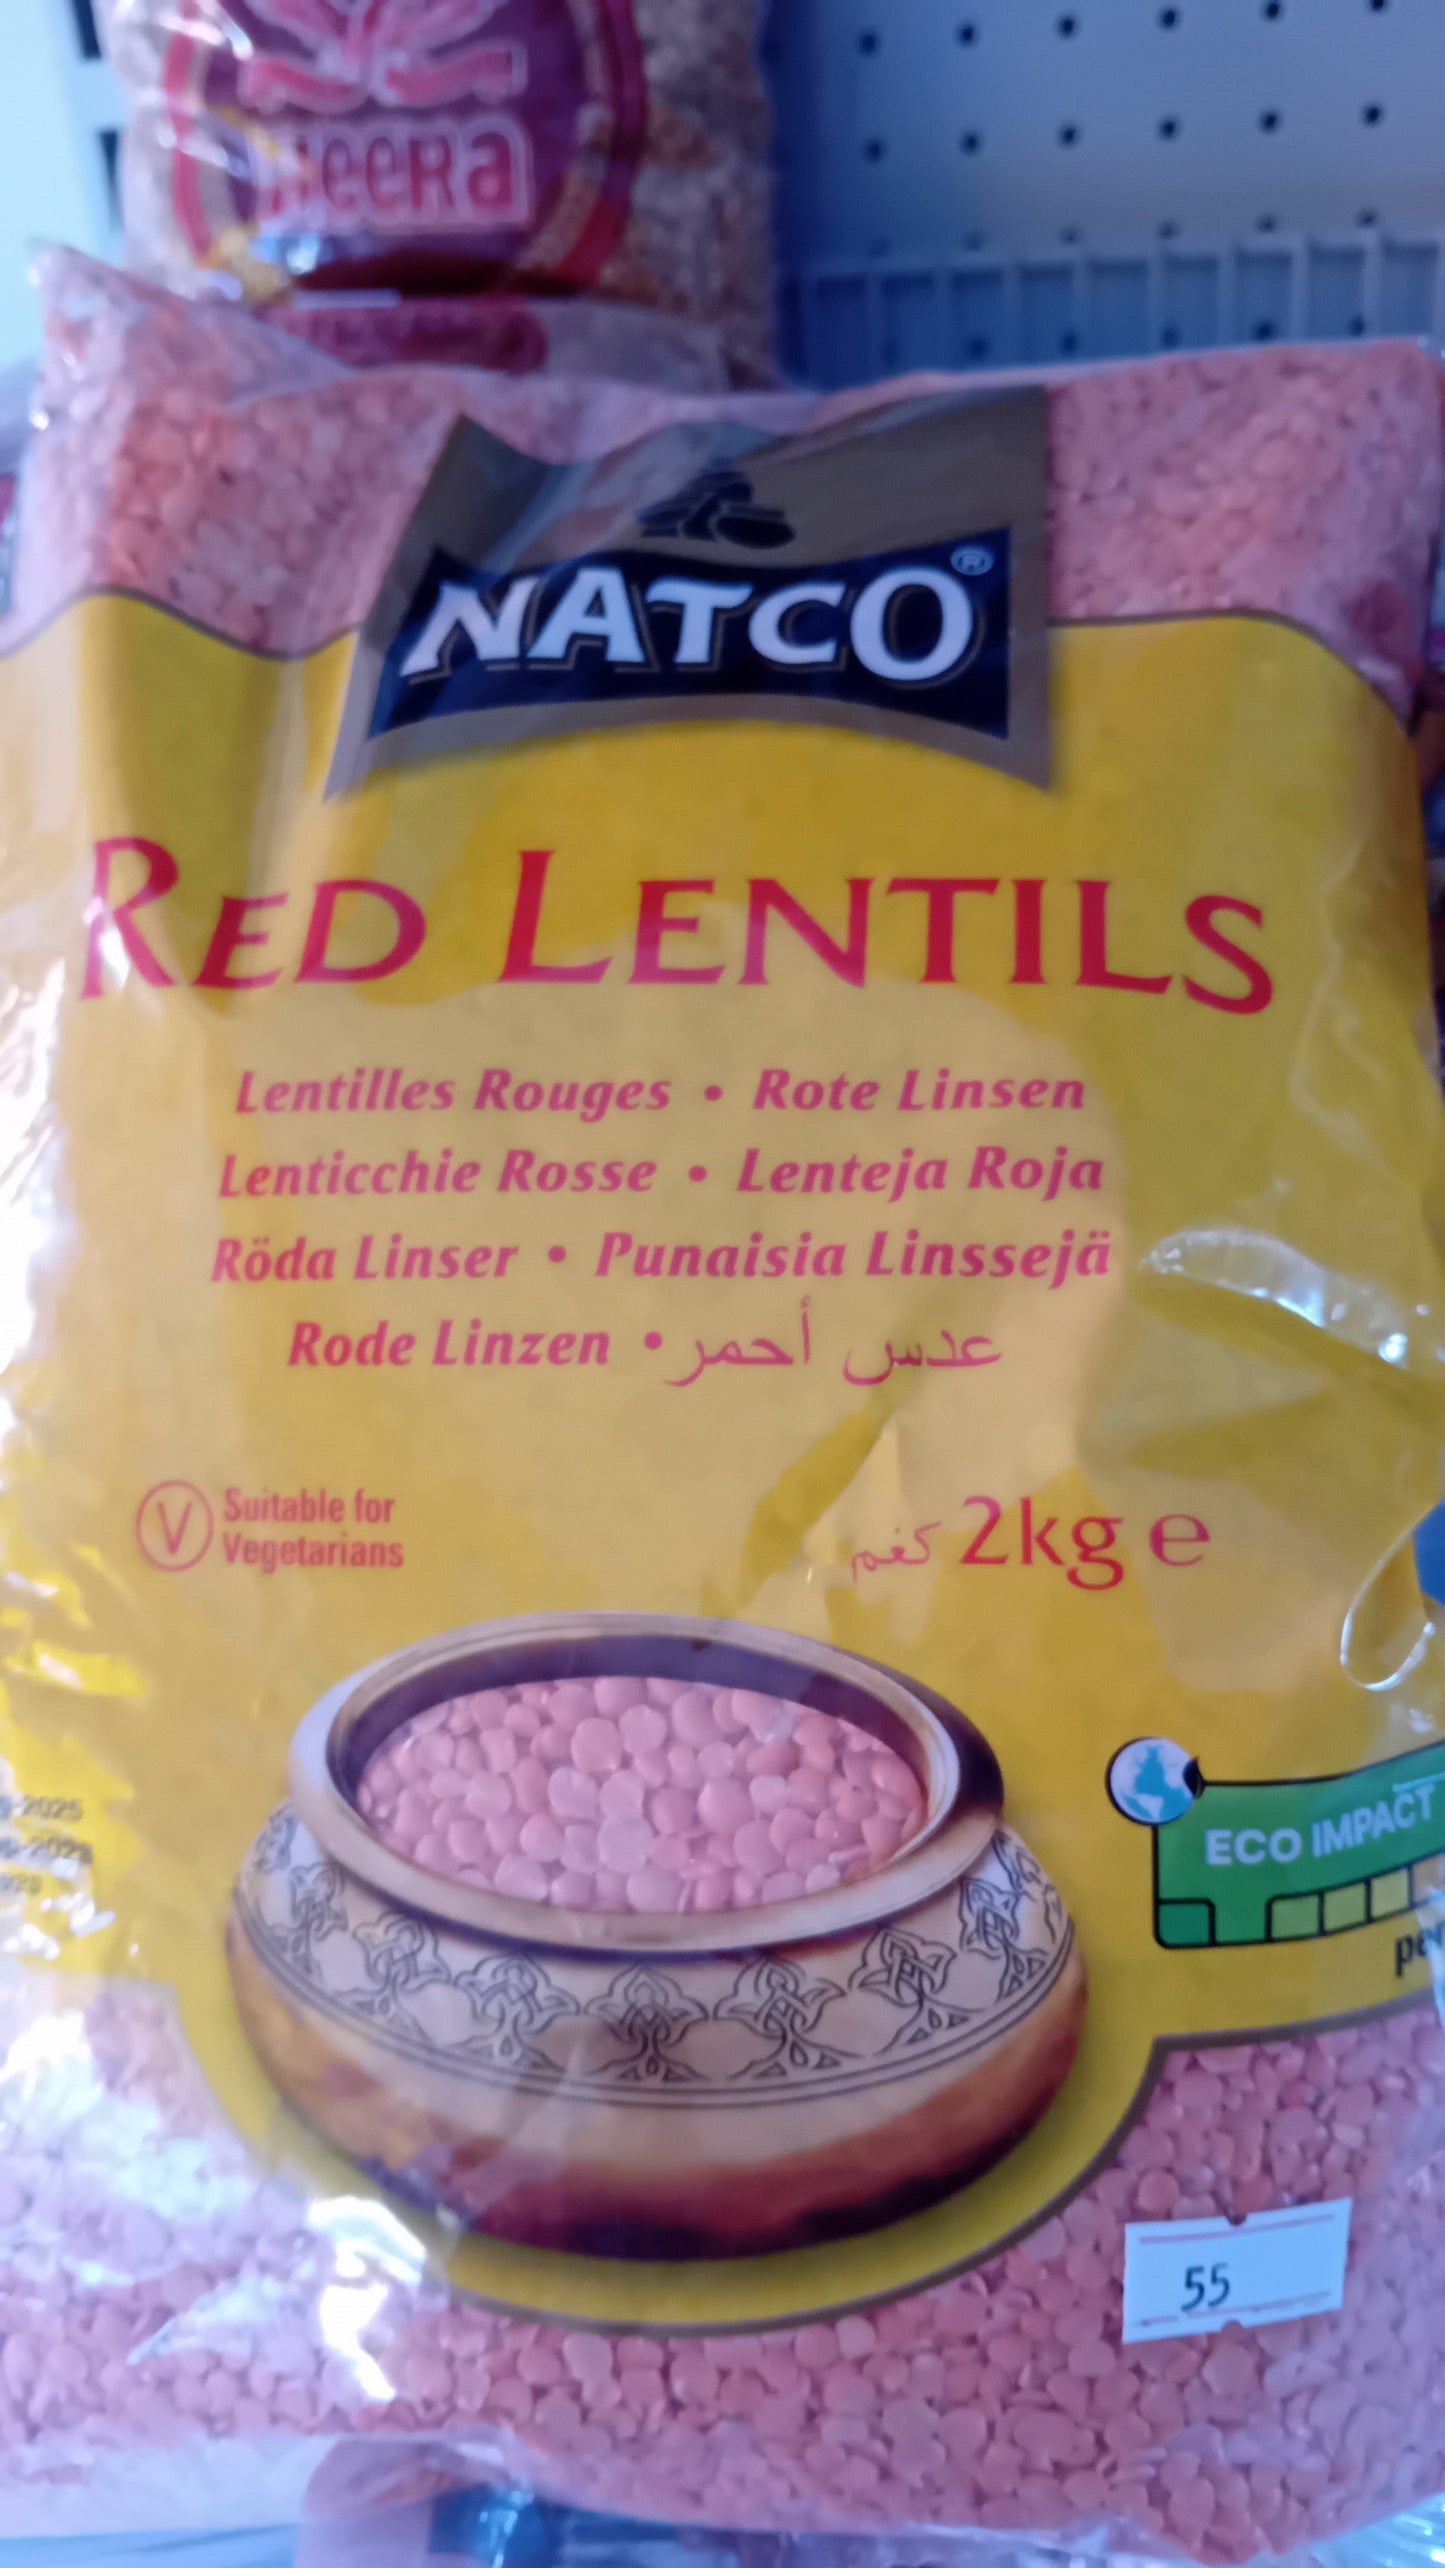 HEERA
NATCO®
RED LENTILS
Lentilles Rouges • Rote Linsen
Lenticchie Rosse • Lenteja Roja
Röda Linser • Punaisia Linssejä
Rode Linzen • عدس أحمر
V Suitable for
Vegetarians
2kg e كغم
ECO IMPACT
55